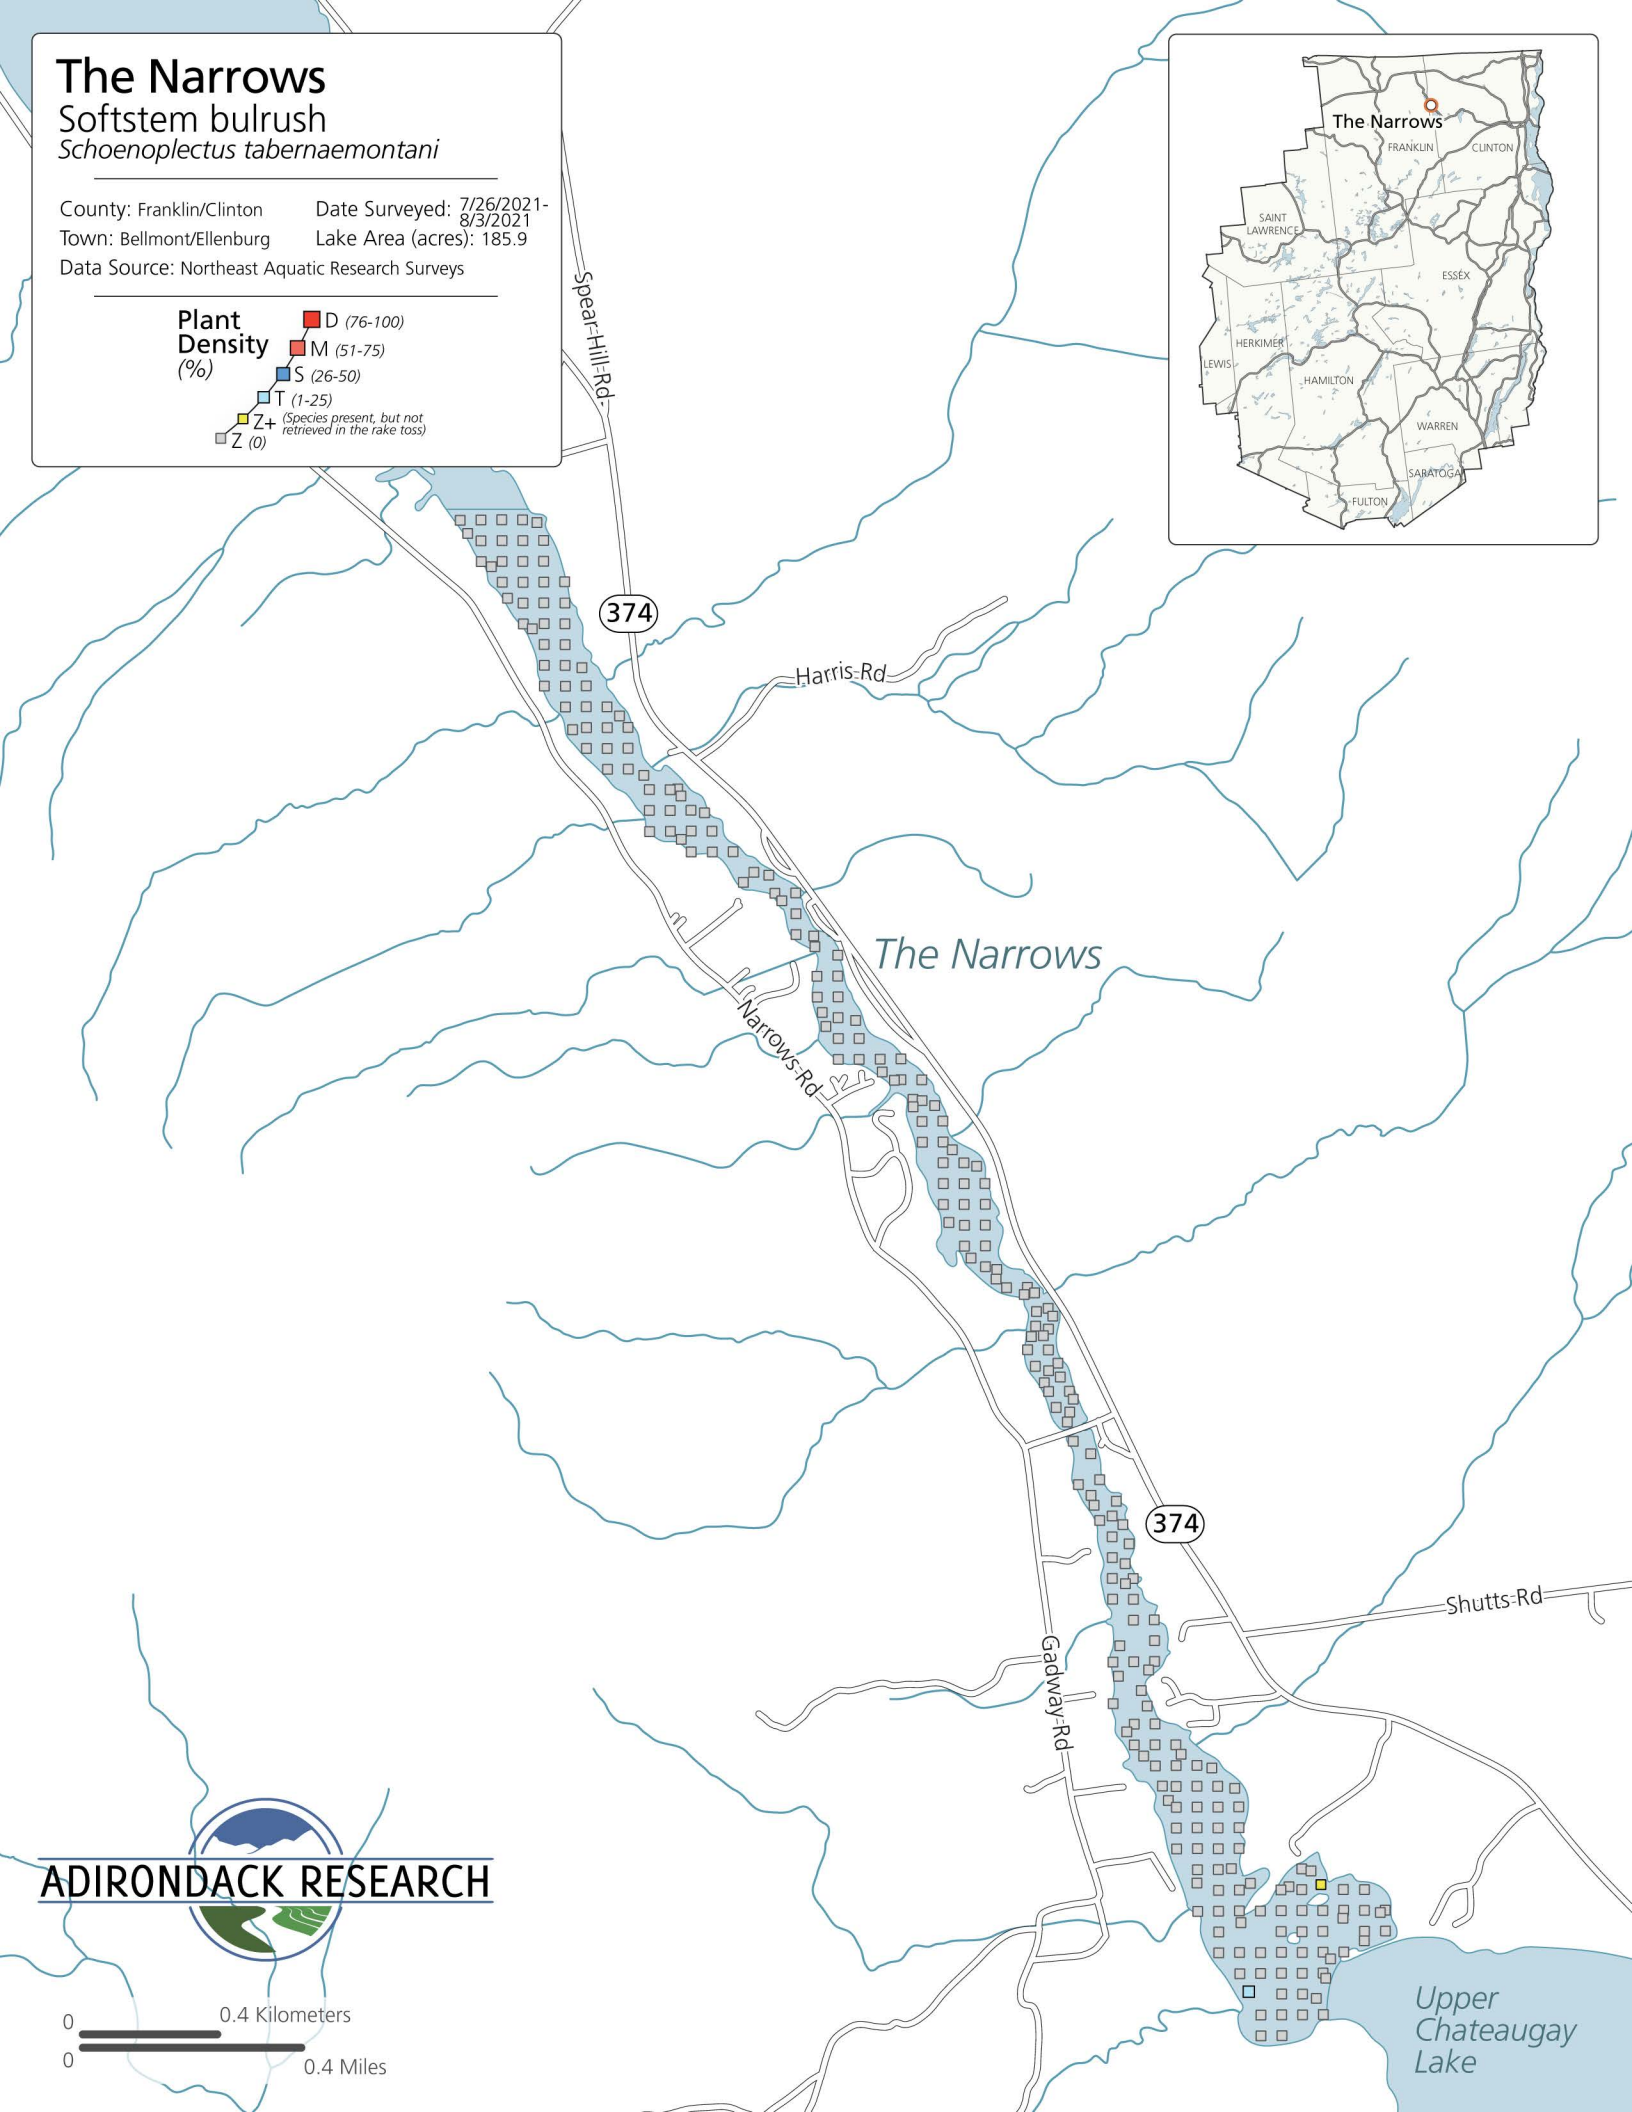 The Narrows
Softstem bulrush
Schoenoplectus tabernaemontani
County: Franklin/Clinton
Date Surveyed: 7/26/2021-
8/3/2021
Town: Bellmont/Ellenburg
Lake Area (acres): 185.9
Data Source: Northeast Aquatic Research Surveys
Plant
Density
(%)
D (76-100)
M (51-75)
S (26-50)
T (1-25)
Z+ (Species present, but not
retrieved in the rake toss)
Z (0)
The Narrows
FRANKLIN
CLINTON
SAINT
LAWRENCE
ESSEX
HERKIMER
LEWIS
HAMILTON
WARREN
SARATOGA
FULTON
Spear-Hill-Rd
374
Harris-Rd
The Narrows
Narrows-Rd
374
Shutts-Rd
Gadway-Rd
ADIRONDACK RESEARCH
0
0.4 Kilometers
0
0.4 Miles
Upper
Chateaugay
Lake